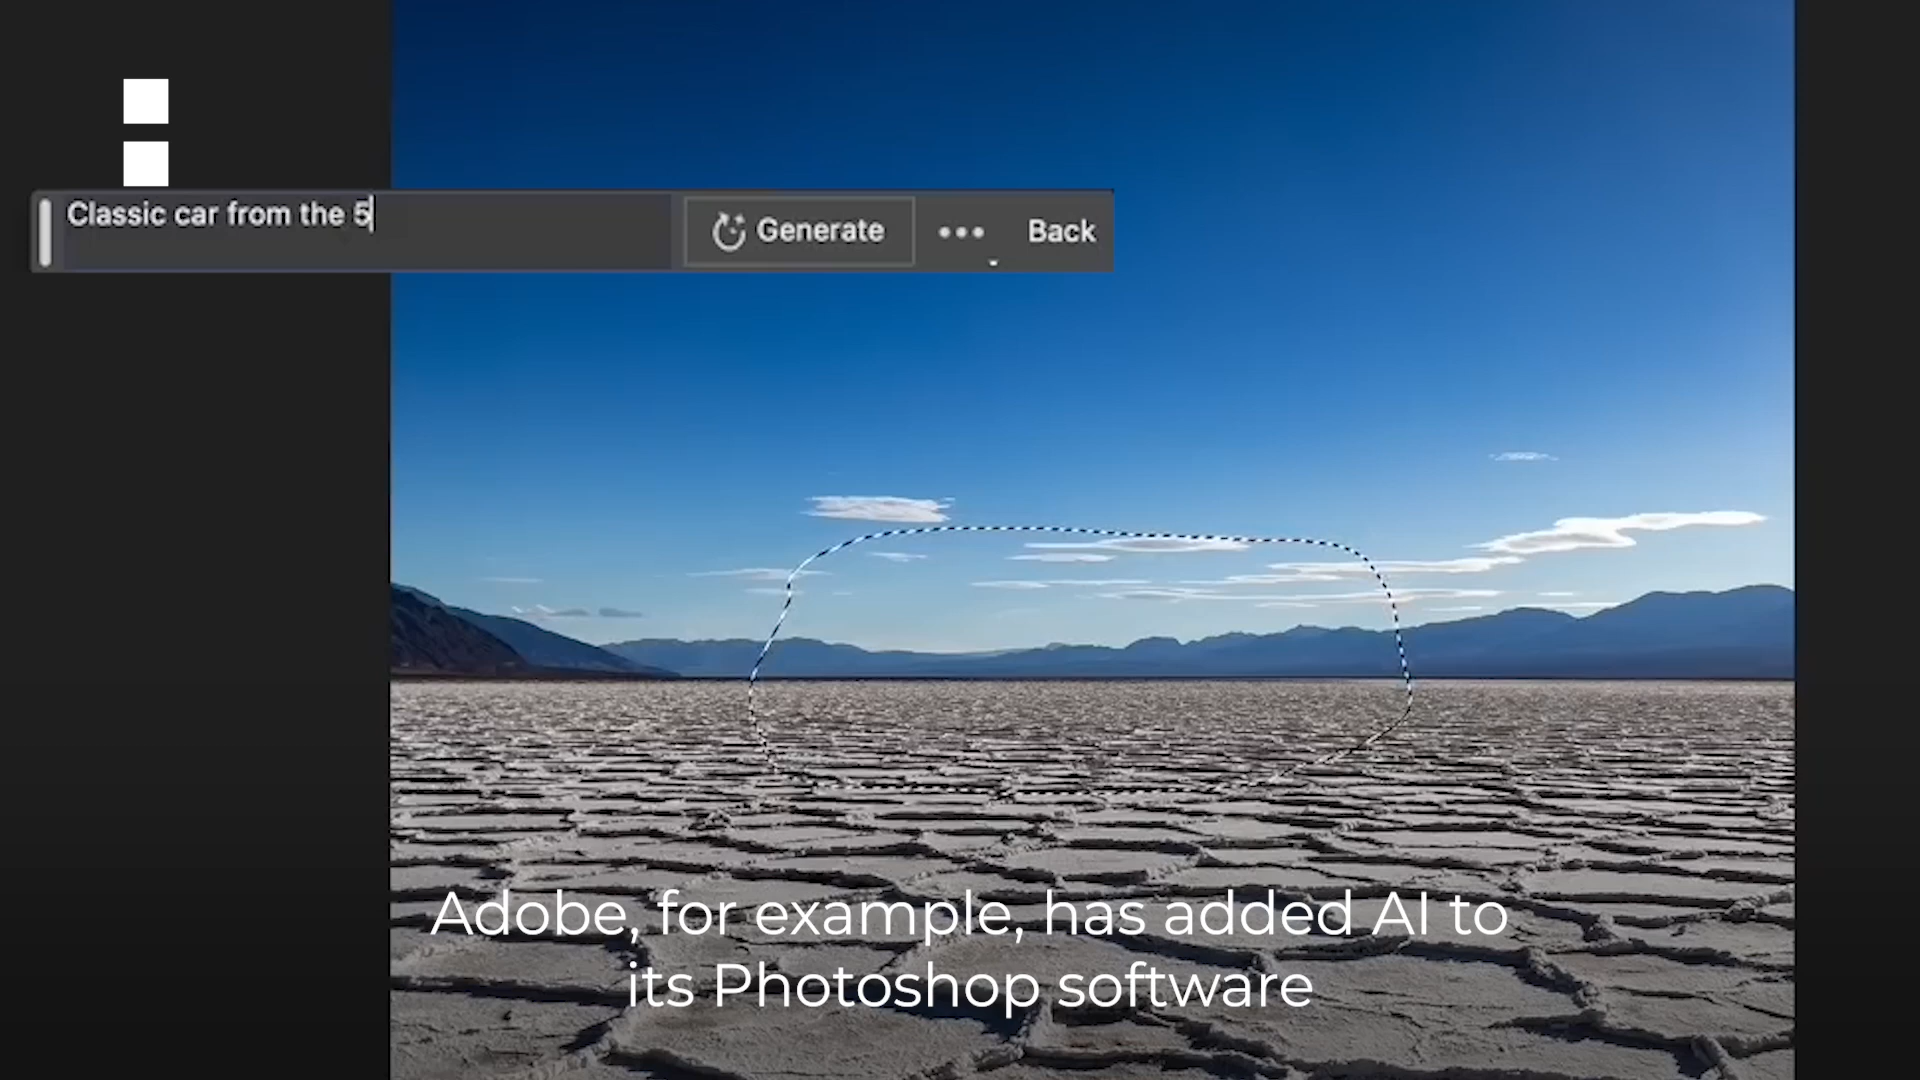 Classic car from the 5
Generate
Back
Adobe, for example, has added AI to
its Photoshop software